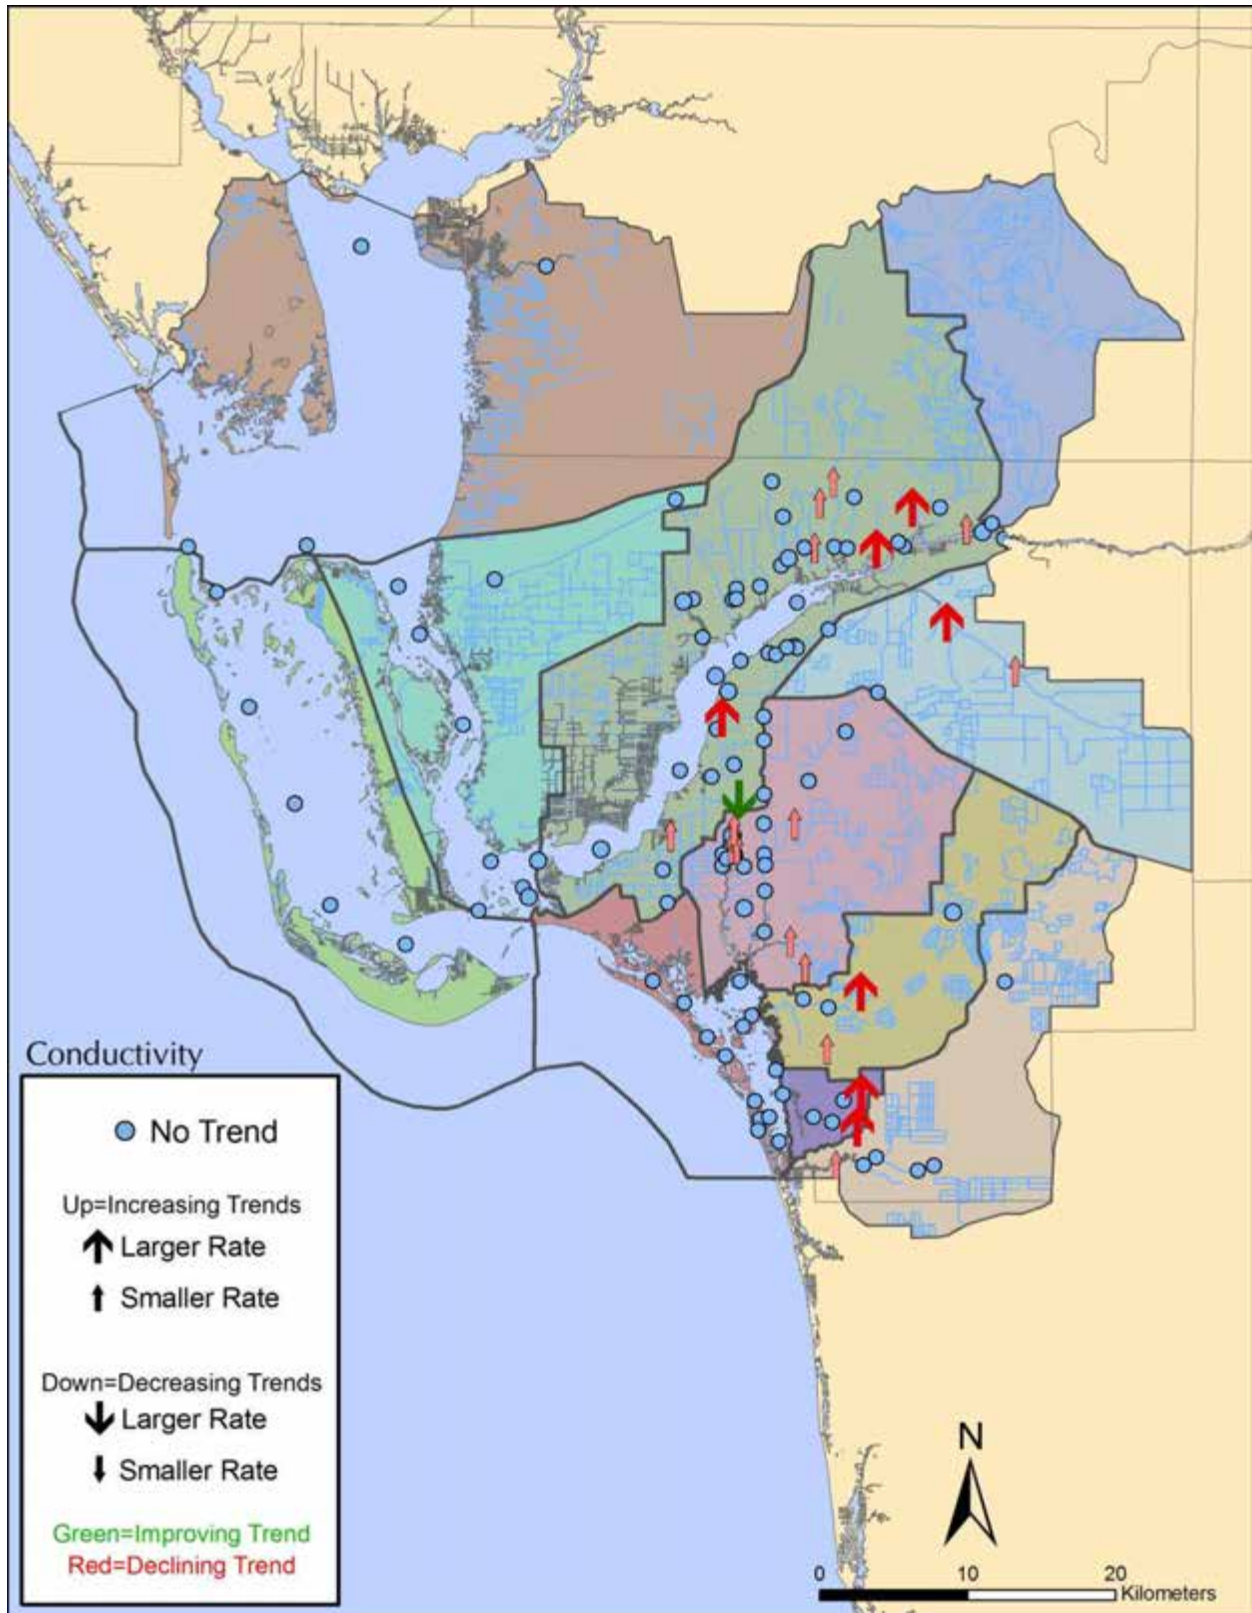 Conductivity
No Trend
Up=Increasing Trends
Larger Rate
Smaller Rate
Down=Decreasing Trends
Larger Rate
Smaller Rate
Green=Improving Trend
Red=Declining Trend
N
0 10 20
Kilometers